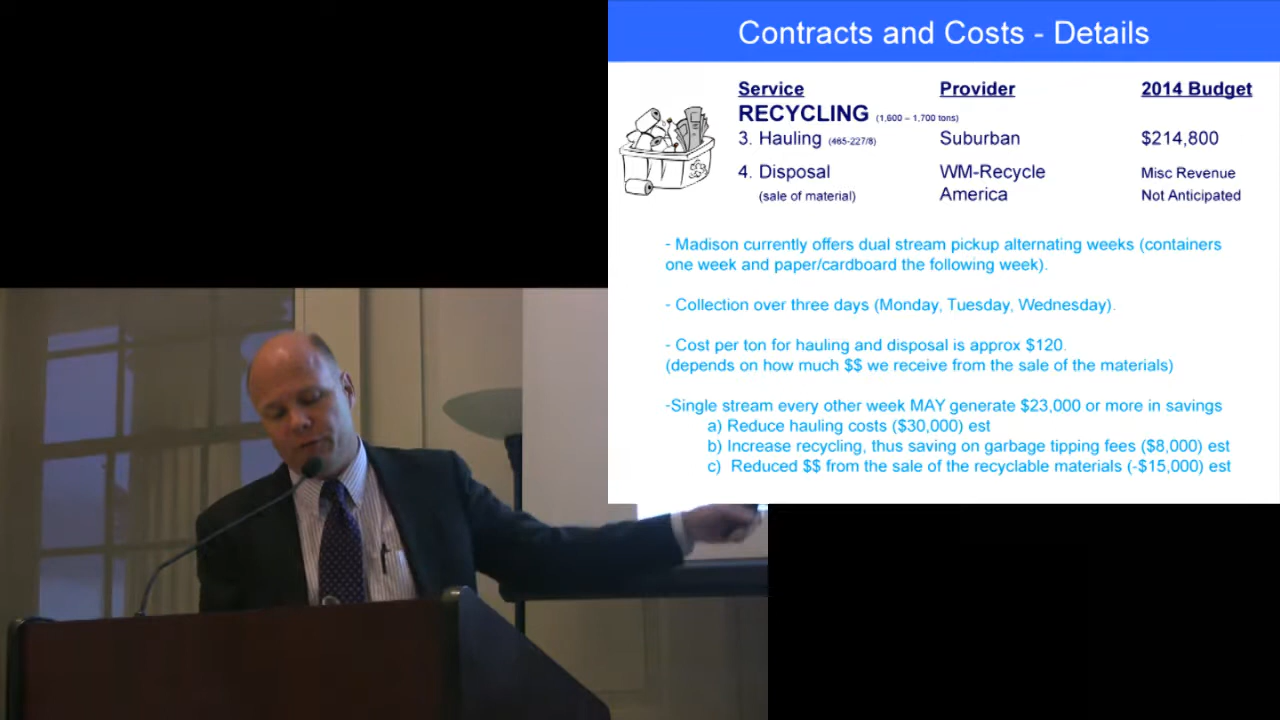 Contracts and Costs - Details
Service Provider 2014 Budget
RECYCLING (1,600 – 1,700 tons)
3. Hauling (465-227/8) Suburban $214,800
4. Disposal WM-Recycle Misc Revenue
(sale of material) America Not Anticipated
- Madison currently offers dual stream pickup alternating weeks (containers
one week and paper/cardboard the following week).
- Collection over three days (Monday, Tuesday, Wednesday).
- Cost per ton for hauling and disposal is approx $120.
(depends on how much $$ we receive from the sale of the materials)
-Single stream every other week MAY generate $23,000 or more in savings
a) Reduce hauling costs ($30,000) est
b) Increase recycling, thus saving on garbage tipping fees ($8,000) est
c) Reduced $$ from the sale of the recyclable materials (-$15,000) est